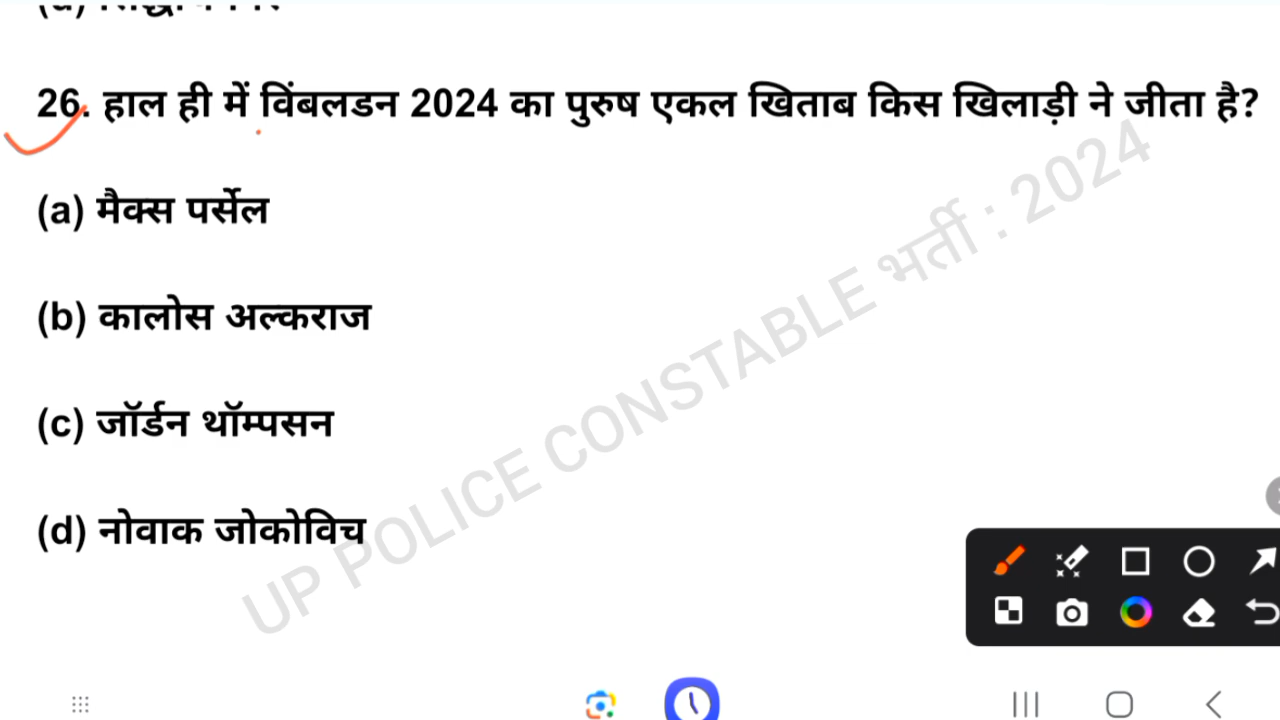 26. हाल ही में विंबलडन 2024 का पुरुष एकल खिताब किस खिलाड़ी ने जीता है?
(a) मैक्स पर्सेल
(b) कालोस अल्कराज
(c) जॉर्डन थॉम्पसन
(d) नोवाक जोकोविच
UP POLICE CONSTABLE भर्ती : 2024